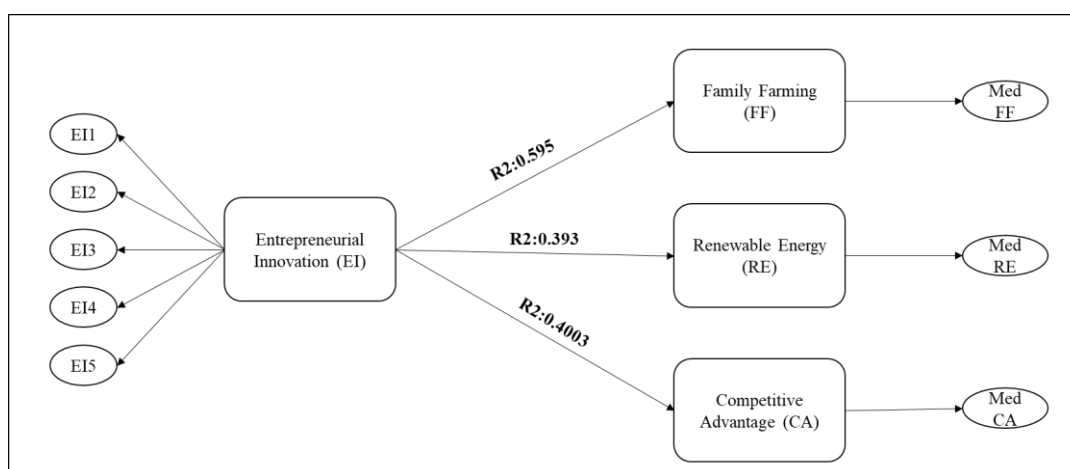 EI1
EI2
EI3
EI4
EI5
Entrepreneurial
Innovation (EI)
R2:0.595
R2:0.393
R2:0.4003
Family Farming
(FF)
Med
FF
Renewable Energy
(RE)
Med
RE
Competitive
Advantage (CA)
Med
CA